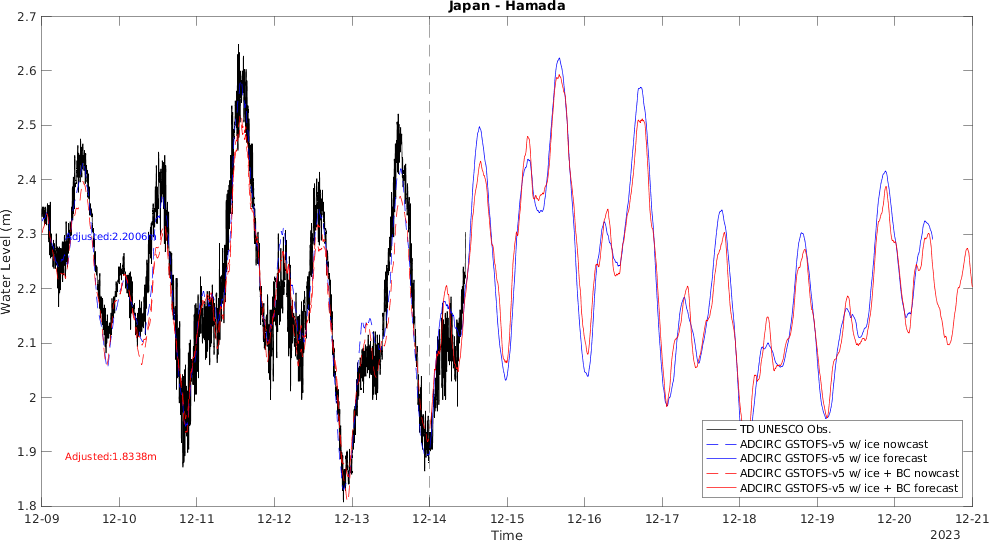 Japan - Hamada
2.7
2.6
2.5
2.4
2.3
2.2
2.1
2
1.9
1.8
Water Level (m)
Adjusted:2.2006m
Adjusted:1.8338m
TD UNESCO Obs.
ADCIRC GSTOFS-v5 w/ ice nowcast
ADCIRC GSTOFS-v5 w/ ice forecast
ADCIRC GSTOFS-v5 w/ ice + BC nowcast
ADCIRC GSTOFS-v5 w/ ice + BC forecast
12-09 12-10 12-11 12-12 12-13 12-14 12-15 12-16 12-17 12-18 12-19 12-20 12-21
Time
2023